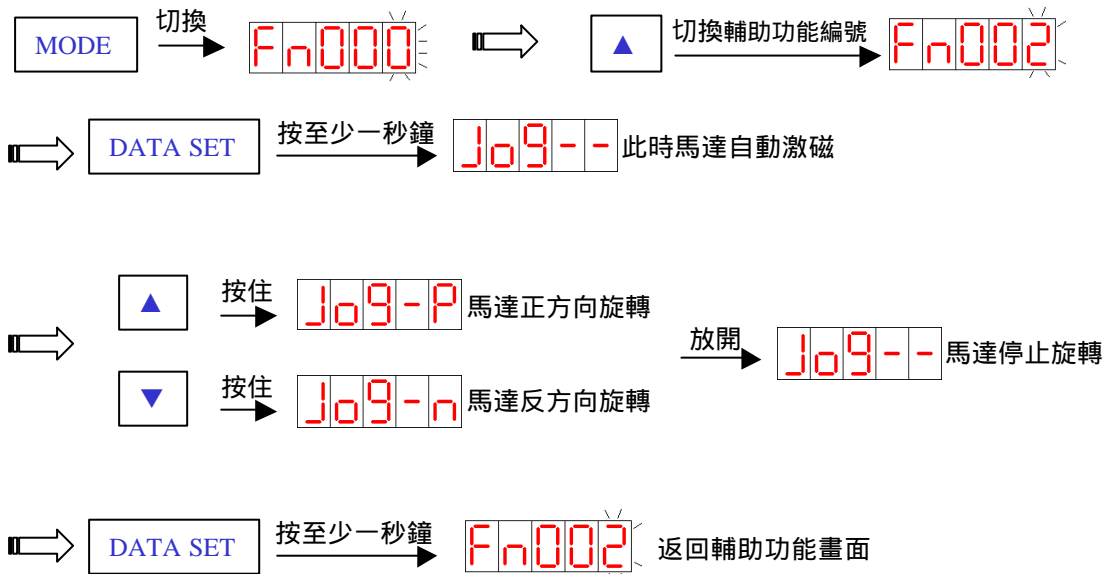 MODE 切換 Fn000 ▲ 切換輔助功能編號 Fn002
DATA SET 按至少一秒鐘 Jog-- 此時馬達自動激磁
▲ 按住 Jog-P 馬達正方向旋轉
放開 Jog-- 馬達停止旋轉
▼ 按住 Jog-n 馬達反方向旋轉
DATA SET 按至少一秒鐘 Fn002 返回輔助功能畫面